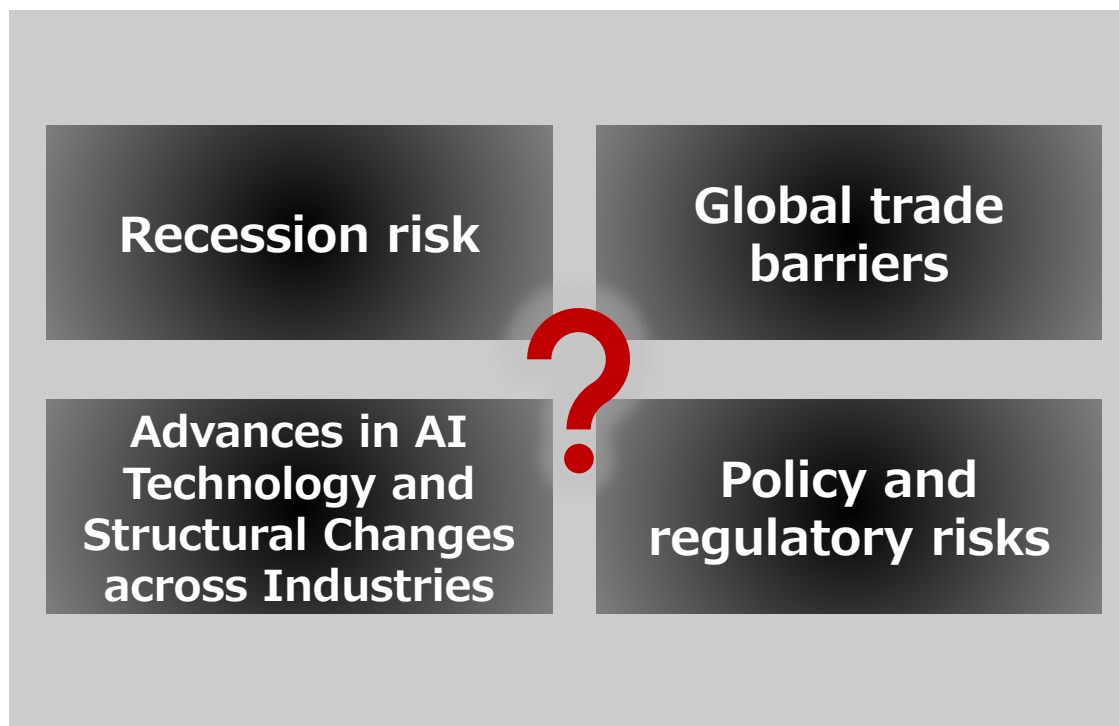 Recession risk
Global trade
barriers
?
Advances in AI
Technology and
Structural Changes
across Industries
Policy and
regulatory risks